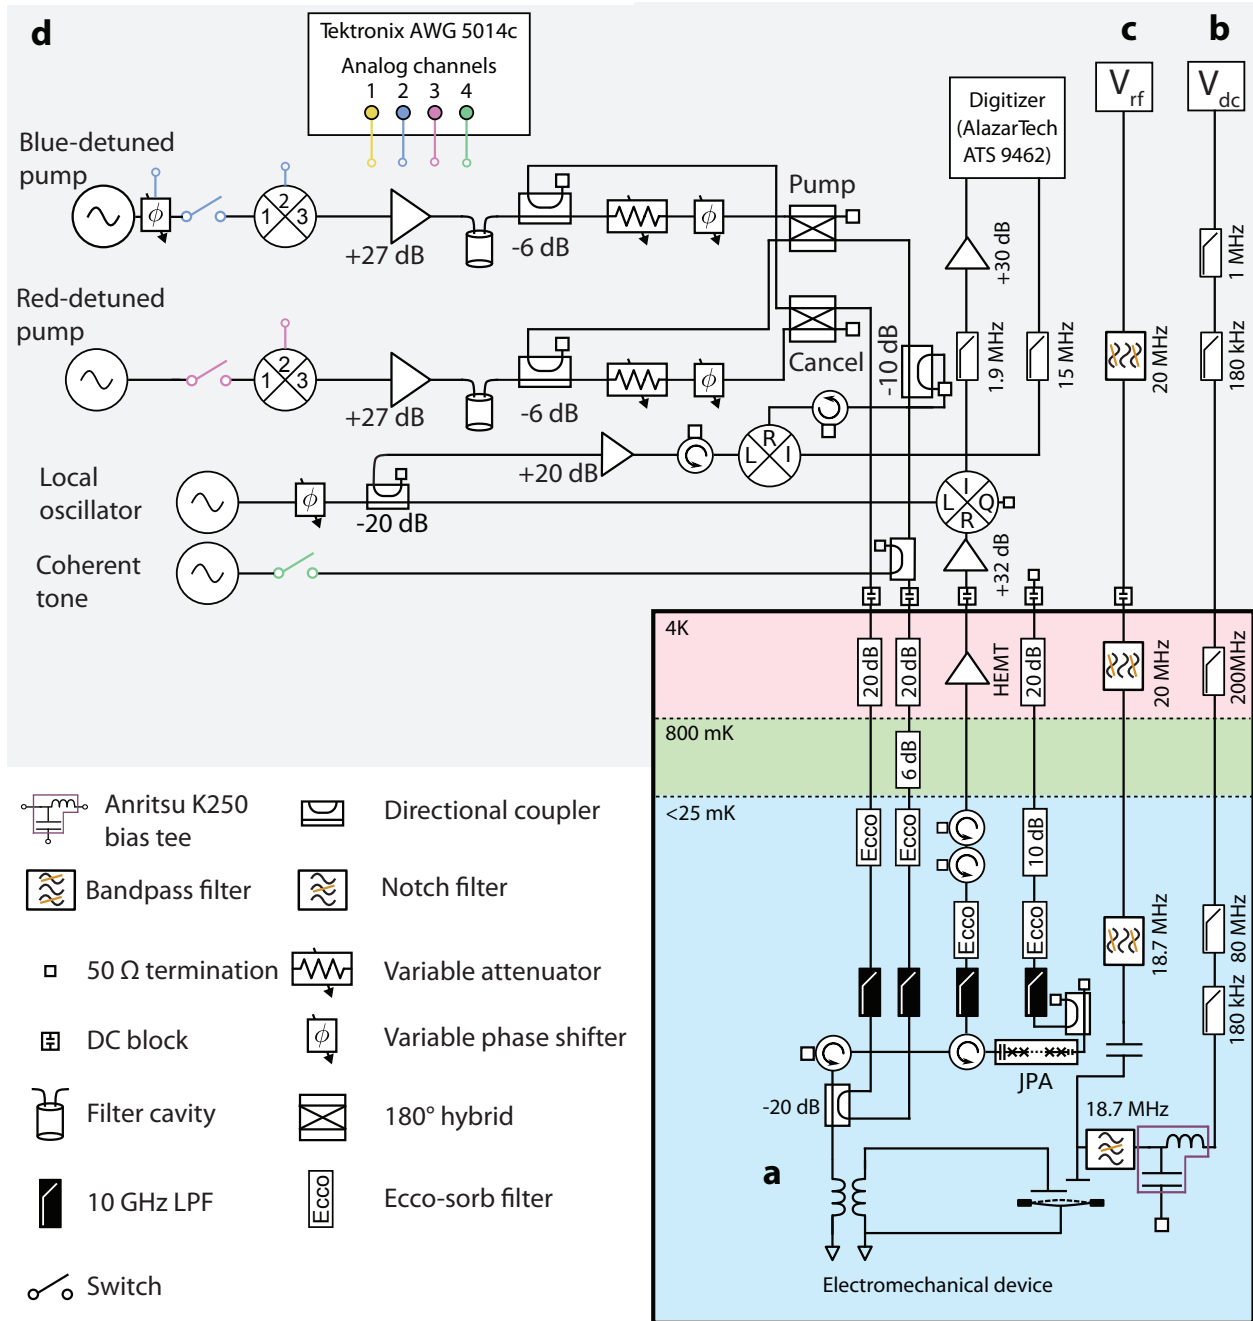 d
Tektronix AWG 5014c
Analog channels
1 2 3 4
c
b
V_rf
V_dc
Digitizer
(AlazarTech
ATS 9462)
Blue-detuned
pump
ϕ
1 2 3
+27 dB
-6 dB
ϕ
Pump
+30 dB
1 MHz
Red-detuned
pump
1 2 3
+27 dB
-6 dB
ϕ
Cancel
-10 dB
1.9 MHz
15 MHz
20 MHz
180 kHz
+20 dB
L R I
Local
oscillator
ϕ
-20 dB
L I Q R
Coherent
tone
+32 dB
4K
20 dB
20 dB
HEMT
20 dB
20 MHz
200MHz
800 mK
6 dB
<25 mK
Ecco
Ecco
10 dB
Ecco
Ecco
18.7 MHz
80 MHz
180 kHz
JPA
-20 dB
18.7 MHz
a
Electromechanical device
Anritsu K250
bias tee
Directional coupler
Bandpass filter
Notch filter
50 Ω termination
Variable attenuator
DC block
ϕ
Variable phase shifter
Filter cavity
180° hybrid
10 GHz LPF
Ecco
Ecco-sorb filter
Switch